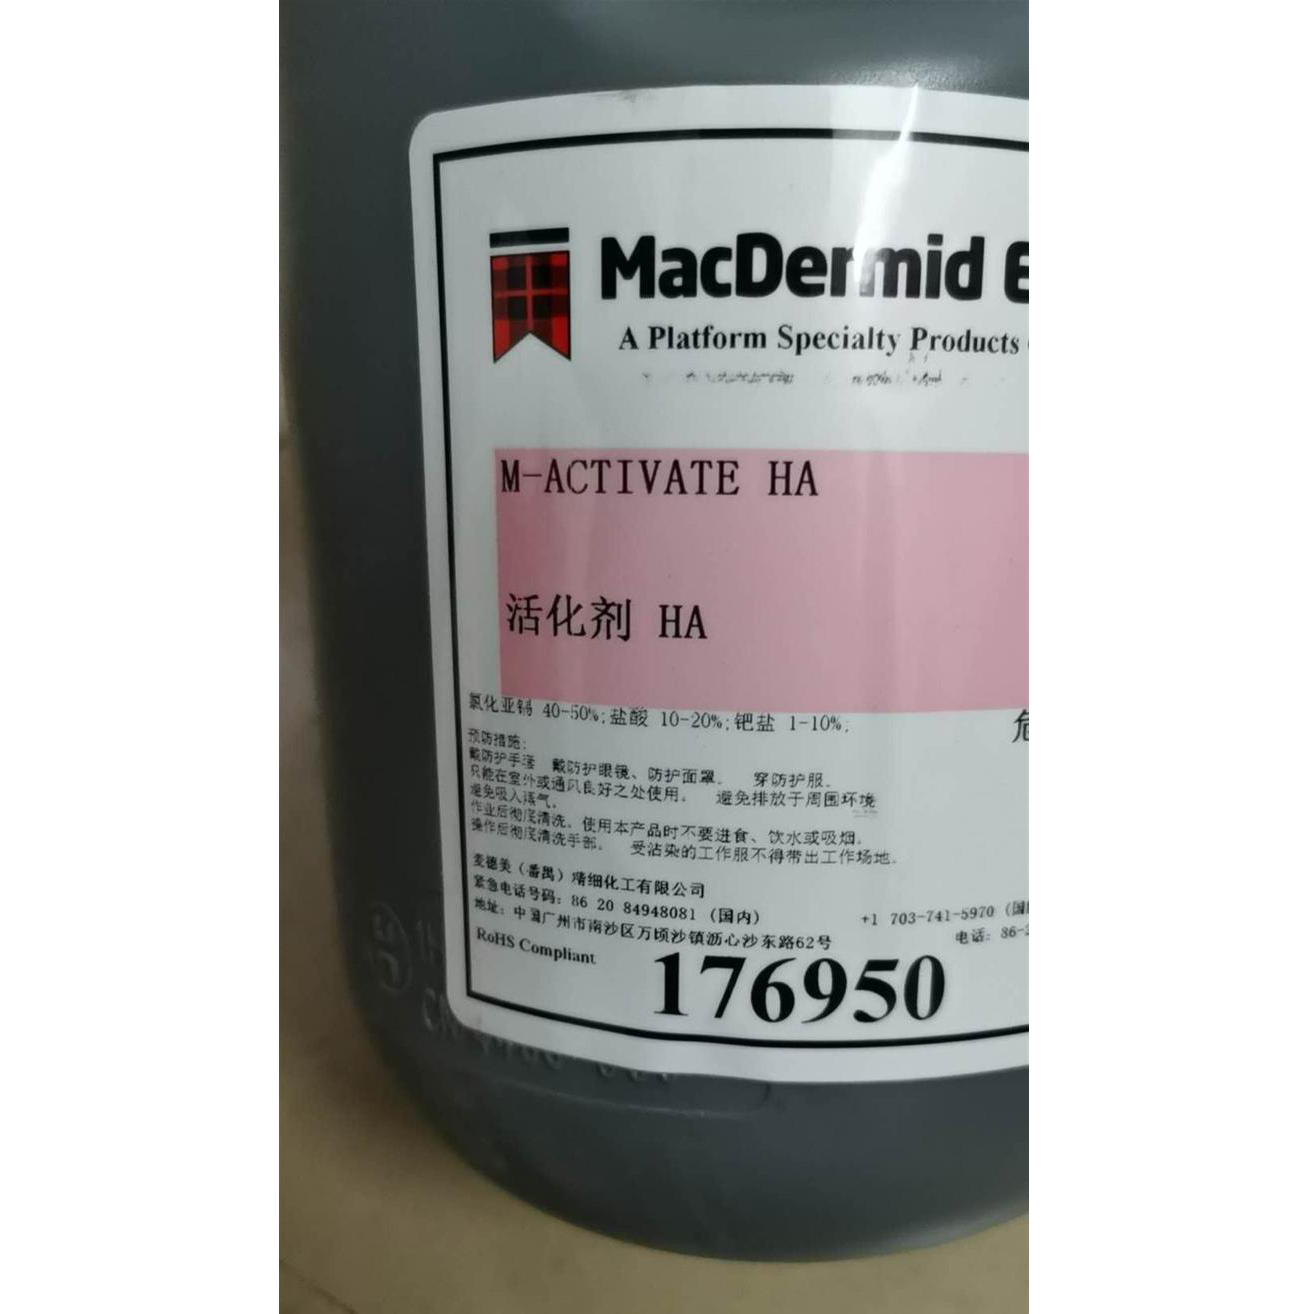 MacDermid E
A Platform Specialty Products
M-ACTIVATE HA
活化剂 HA
氯化亚锡 40-50%;盐酸 10-20%;钯盐 1-10%;
危
预防措施:
戴防护手套 戴防护眼镜、防护面罩。 穿防护服。
只能在室外或通风良好之处使用。 避免排放于周围环境
避免吸入蒸气。
作业后彻底清洗。使用本产品时不要进食、饮水或吸烟。
操作后彻底清洗手部。 受沾染的工作服不得带出工作场地。
麦德美（番禺）精细化工有限公司
紧急电话号码: 86 20 84948081 (国内) +1 703-741-5970 (国
地址: 中国广州市南沙区万顷沙镇沥心沙东路62号 电话: 86-2
RoHS Compliant
176950